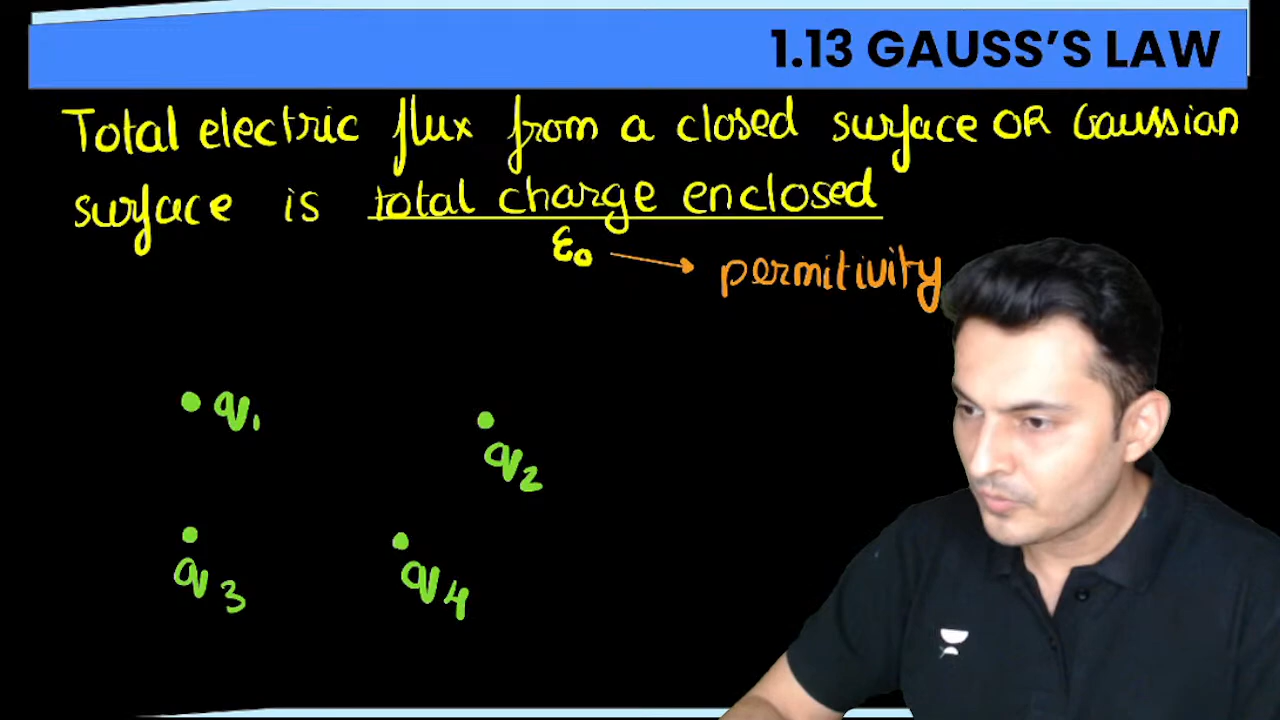 1.13 GAUSS’S LAW
Total electric flux from a closed surface OR Gaussian
surface is total charge enclosed
ε₀ → permitivity
q₁
q₂
q₃
q₄